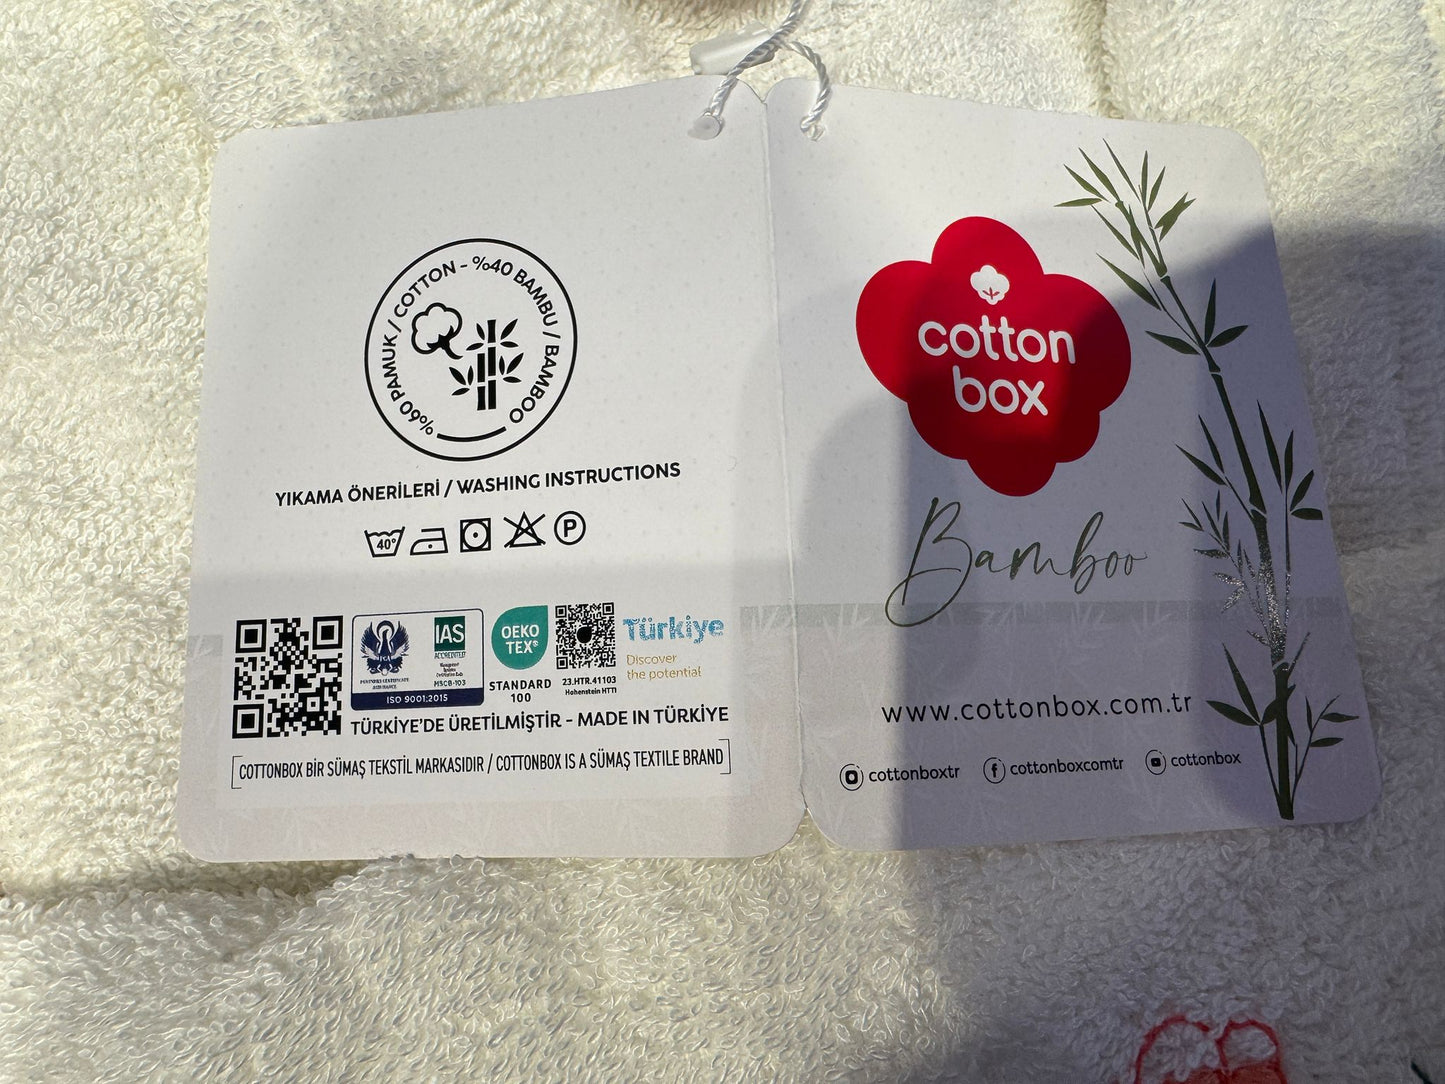 %60 PAMUK / COTTON - %40 BAMBU / BAMBOO
YIKAMA ÖNERİLERİ / WASHING INSTRUCTIONS
40°
P
IAS
ACCREDITED
MSCB-103
ISO 9001:2015
OEKO
TEX®
STANDARD
100
23.HTR.41103
Hohenstein HTTI
Türkiye
Discover
the potential
TÜRKİYE'DE ÜRETİLMİŞTİR - MADE IN TÜRKİYE
COTTONBOX BİR SÜMAŞ TEKSTİL MARKASIDIR / COTTONBOX IS A SÜMAŞ TEXTILE BRAND
cotton
box
Bamboo
www.cottonbox.com.tr
cottonboxtr
cottonboxcomtr
cottonbox